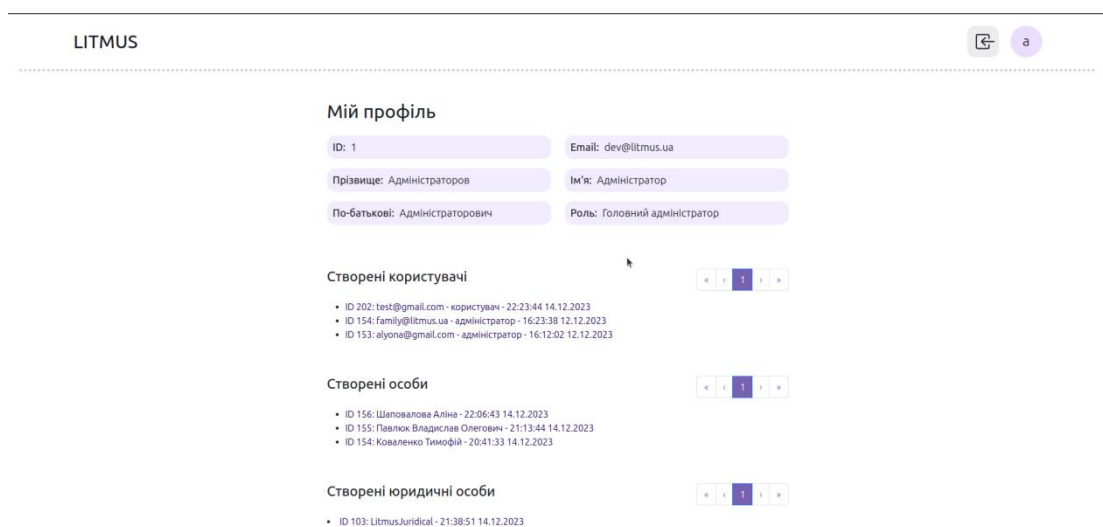 LITMUS
a
Мій профіль
ID: 1
Email: dev@litmus.ua
Прізвище: Адміністраторов
Ім'я: Адміністратор
По-батькові: Адміністраторович
Роль: Головний адміністратор
Створені користувачі
« ‹ 1 › »
• ID 202: test@gmail.com - користувач - 22:23:44 14.12.2023
• ID 154: family@litmus.ua - адміністратор - 16:23:38 12.12.2023
• ID 153: alyona@gmail.com - адміністратор - 16:12:02 12.12.2023
Створені особи
« ‹ 1 › »
• ID 156: Шаповалова Аліна - 22:06:43 14.12.2023
• ID 155: Павлюк Владислав Олегович - 21:13:44 14.12.2023
• ID 154: Коваленко Тимофій - 20:41:33 14.12.2023
Створені юридичні особи
« ‹ 1 › »
• ID 103: LitmusJuridical - 21:38:51 14.12.2023